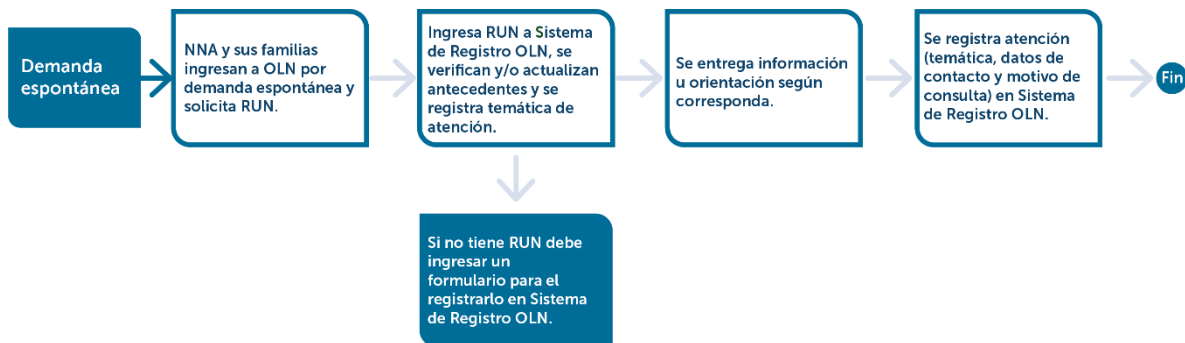 Demanda
espontánea
NNA y sus familias
ingresan a OLN por
demanda espontánea y
solicita RUN.
Ingresa RUN a Sistema
de Registro OLN, se
verifican y/o actualizan
antecedentes y se
registra temática de
atención.
Se entrega información
u orientación según
corresponda.
Se registra atención
(temática, datos de
contacto y motivo de
consulta) en Sistema
de Registro OLN.
Fin
Si no tiene RUN debe
ingresar un
formulario para el
registrarlo en Sistema
de Registro OLN.